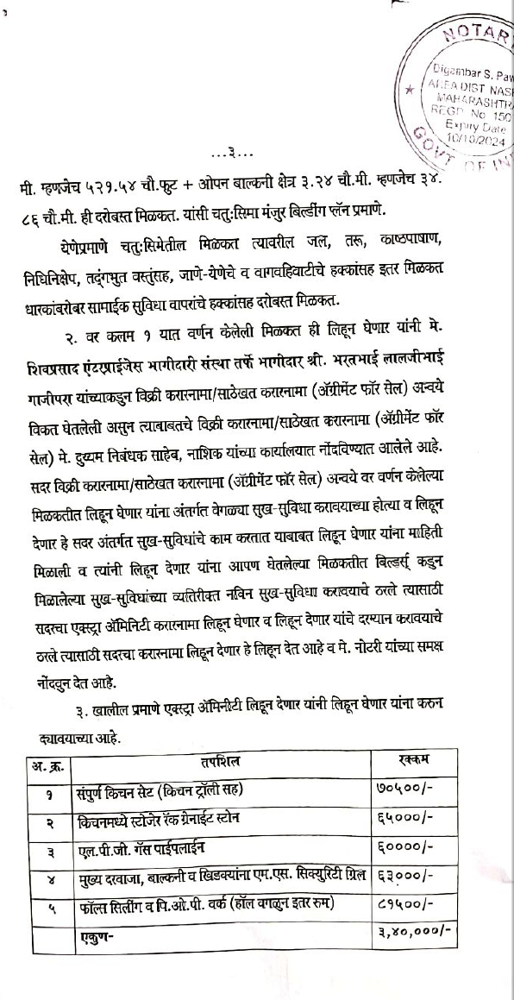 NOTAR
Digambar S. Paw
AREA DIST NAS
MAHARASHTRA
REGD No 150
Expiry Date
10/10/2024
GOVT OF IN
...३...
मी. म्हणजेच ५२१.५४ चौ.फुट + ओपन बाल्कनी क्षेत्र ३.२४ चौ.मी. म्हणजेच ३४.
८६ चौ.मी. ही दरोबस्त मिळकत. यांसी चतुःसिमा मंजुर बिल्डींग प्लॅन प्रमाणे.
येणेप्रमाणे चतुःसिमेतील मिळकत त्यावरील जल, तरू, काष्ठपाषाण,
निधिनिक्षेप, तद्ंगभुत वस्तुंसह, जाणे-येणेचे व वागवहिवाटीचे हक्कांसह इतर मिळकत
धारकांबरोबर सामाईक सुविधा वापरांचे हक्कांसह दरोबस्त मिळकत.
२. वर कलम १ यात वर्णन केलेली मिळकत ही लिहून घेणार यांनी मे.
शिवप्रसाद एंटरप्राईजेस भागीदारी संस्था तर्फे भागीदार श्री. भरतभाई लालजीभाई
गाजीपरा यांच्याकडुन विक्री करारनामा/साठेखत करारनामा (ॲग्रीमेंट फॉर सेल) अन्वये
विकत घेतलेली असुन त्याबाबतचे विक्री करारनामा/साठेखत करारनामा (ॲग्रीमेंट फॉर
सेल) मे. दुय्यम निबंधक साहेब, नाशिक यांच्या कार्यालयात नोंदविण्यात आलेले आहे.
सदर विक्री करारनामा/साठेखत करारनामा (ॲग्रीमेंट फॉर सेल) अन्वये वर वर्णन केलेल्या
मिळकतीत लिहून घेणार यांना अंतर्गत वेगळ्या सुख-सुविधा करावयाच्या होत्या व लिहून
देणार हे सदर अंतर्गत सुख-सुविधांचे काम करतात याबाबत लिहून घेणार यांना माहिती
मिळाली व त्यांनी लिहून देणार यांना आपण घेतलेल्या मिळकतीत बिल्डर्स् कडुन
मिळालेल्या सुख-सुविधांच्या व्यतिरीक्त नविन सुख-सुविधा करावयाचे ठरले त्यासाठी
सदरचा एक्स्ट्रा ॲमिनिटी करारनामा लिहून घेणार व लिहून देणार यांचे दरम्यान करावयाचे
ठरले त्यासाठी सदरचा करारनामा लिहून देणार हे लिहून देत आहे व मे. नोटरी यांच्या समक्ष
नोंदवुन देत आहे.
३. खालील प्रमाणे एक्स्ट्रा ॲमिनीटी लिहून देणार यांनी लिहून घेणार यांना करुन
द्यावयाच्या आहे.
अ.क्र. तपशिल रक्कम
१ संपुर्ण किचन सेट (किचन ट्रॉली सह) ७०५००/-
२ किचनमध्ये स्टोजेर रॅक ग्रेनाईट स्टोन ६५०००/-
३ एल.पी.जी. गॅस पाईपलाईन ६००००/-
४ मुख्य दरवाजा, बाल्कनी व खिडक्यांना एम.एस. सिक्युरिटी ग्रिल ६३०००/-
५ फॉल्स सिलींग व पि.ओ.पी. वर्क (हॉल वगळुन इतर रुम) ८१५००/-
एकुण- ३,४०,०००/-